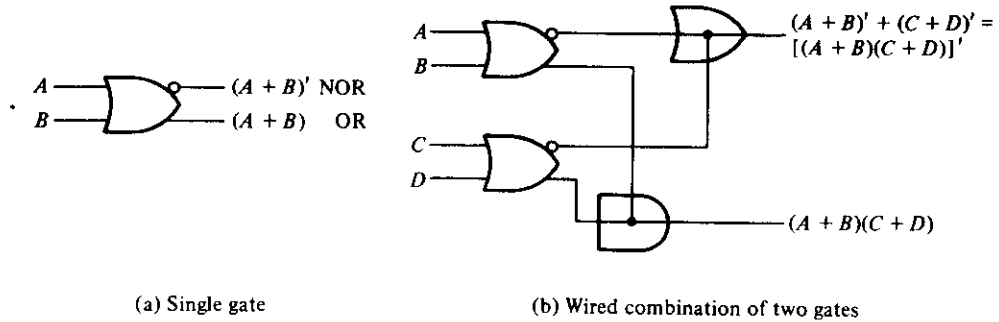 A
B
(A + B)' NOR
(A + B) OR
A
B
C
D
(A + B)' + (C + D)' =
[(A + B)(C + D)]'
(A + B)(C + D)
(a) Single gate
(b) Wired combination of two gates